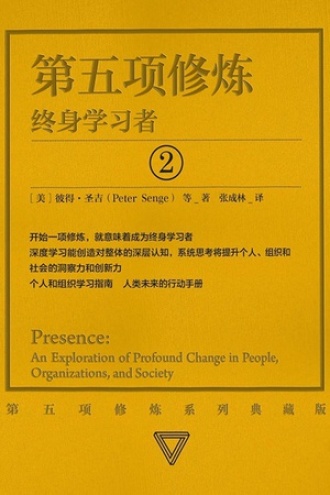 第五项修炼
终身学习者
②
[美]彼得·圣吉(Peter Senge) 等_著 张成林_译
开始一项修炼，就意味着成为终身学习者
深度学习能创造对整体的深层认知，系统思考将提升个人、组织和
社会的洞察力和创新力
个人和组织学习指南 人类未来的行动手册
Presence:
An Exploration of Profound Change in People,
Organizations, and Society
第五项修炼系列典藏版